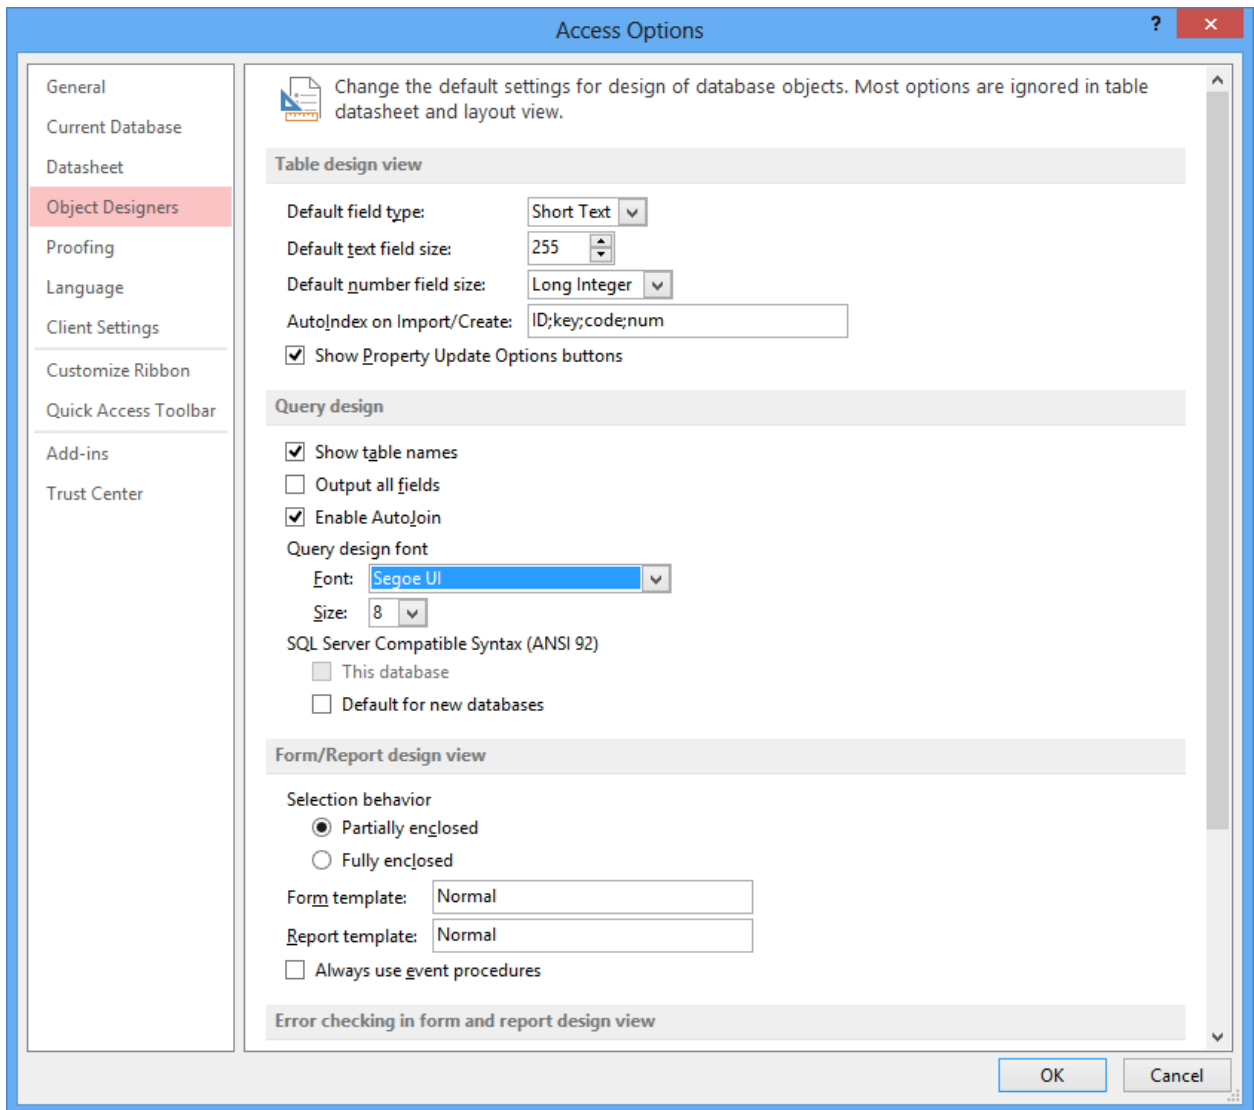 Access Options
?
General
Current Database
Datasheet
Object Designers
Proofing
Language
Client Settings
Customize Ribbon
Quick Access Toolbar
Add-ins
Trust Center
Change the default settings for design of database objects. Most options are ignored in table
datasheet and layout view.
Table design view
Default field type: Short Text
Default text field size: 255
Default number field size: Long Integer
AutoIndex on Import/Create: ID;key;code;num
Show Property Update Options buttons
Query design
Show table names
Output all fields
Enable AutoJoin
Query design font
Font: Segoe UI
Size: 8
SQL Server Compatible Syntax (ANSI 92)
This database
Default for new databases
Form/Report design view
Selection behavior
Partially enclosed
Fully enclosed
Form template: Normal
Report template: Normal
Always use event procedures
Error checking in form and report design view
OK Cancel